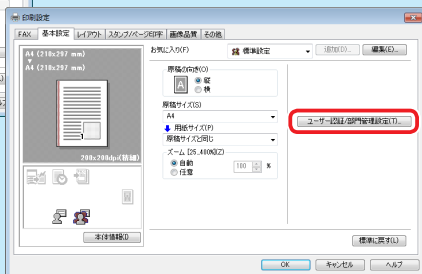 印刷設定
FAX 基本設定 レイアウト スタンプ/ページ印字 画像品質 その他
お気に入り(F) 標準設定 追加(D)... 編集(E)...
A4 (210x297 mm)
A4 (210x297 mm)
200x200dpi(精細)
本体情報(I)
原稿の向き(O)
縦
横
原稿サイズ(S)
A4
用紙サイズ(P)
原稿サイズと同じ
ズーム [25..400%](Z)
自動
任意
100 %
ユーザー認証/部門管理設定(T)...
標準に戻す(L)
OK キャンセル ヘルプ